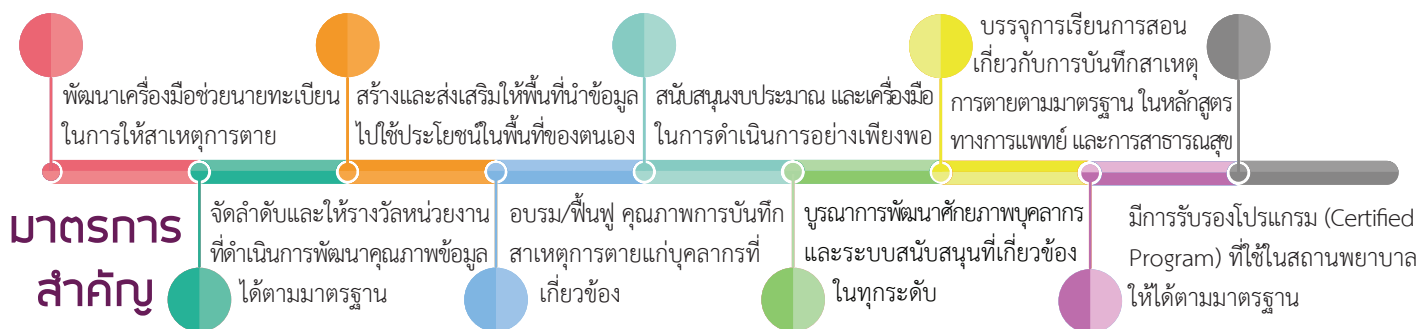 มาตรการ
สำคัญ
พัฒนาเครื่องมือช่วยนายทะเบียน
ในการให้สาเหตุการตาย
จัดลำดับและให้รางวัลหน่วยงาน
ที่ดำเนินการพัฒนาคุณภาพข้อมูล
ได้ตามมาตรฐาน
สร้างและส่งเสริมให้พื้นที่นำข้อมูล
ไปใช้ประโยชน์ในพื้นที่ของตนเอง
อบรม/ฟื้นฟู คุณภาพการบันทึก
สาเหตุการตายแก่บุคลากรที่
เกี่ยวข้อง
สนับสนุนงบประมาณ และเครื่องมือ
ในการดำเนินการอย่างเพียงพอ
บูรณาการพัฒนาศักยภาพบุคลากร
และระบบสนับสนุนที่เกี่ยวข้อง
ในทุกระดับ
บรรจุการเรียนการสอน
เกี่ยวกับการบันทึกสาเหตุ
การตายตามมาตรฐาน ในหลักสูตร
ทางการแพทย์ และการสาธารณสุข
มีการรับรองโปรแกรม (Certified
Program) ที่ใช้ในสถานพยาบาล
ให้ได้ตามมาตรฐาน